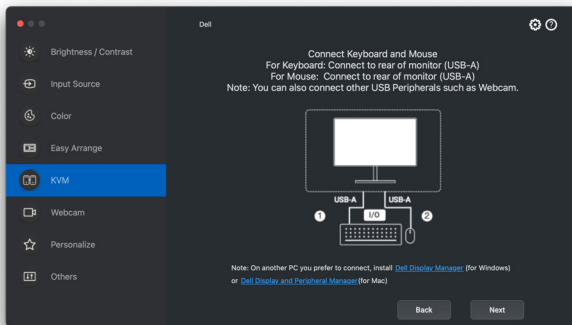 Dell
Brightness / Contrast
Input Source
Color
Easy Arrange
KVM
Webcam
Personalize
Others
Connect Keyboard and Mouse
For Keyboard: Connect to rear of monitor (USB-A)
For Mouse: Connect to rear of monitor (USB-A)
Note: You can also connect other USB Peripherals such as Webcam.
USB-A USB-A
1 I/O 2
Note: On another PC you prefer to connect, install Dell Display Manager (for Windows)
or Dell Display and Peripheral Manager(for Mac)
Back Next